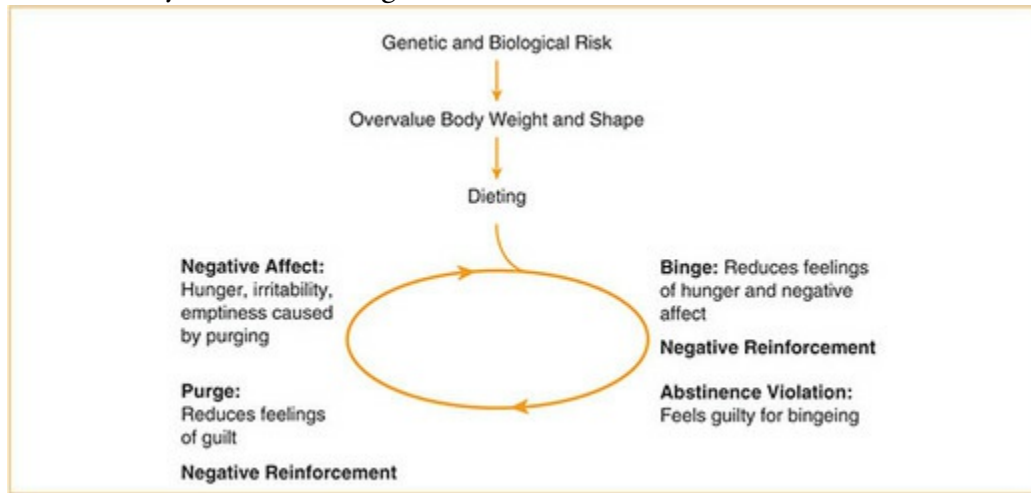 Genetic and Biological Risk
Overvalue Body Weight and Shape
Dieting
Negative Affect:
Hunger, irritability,
emptiness caused
by purging
Binge: Reduces feelings
of hunger and negative
affect
Negative Reinforcement
Purge:
Reduces feelings
of guilt
Negative Reinforcement
Abstinence Violation:
Feels guilty for bingeing